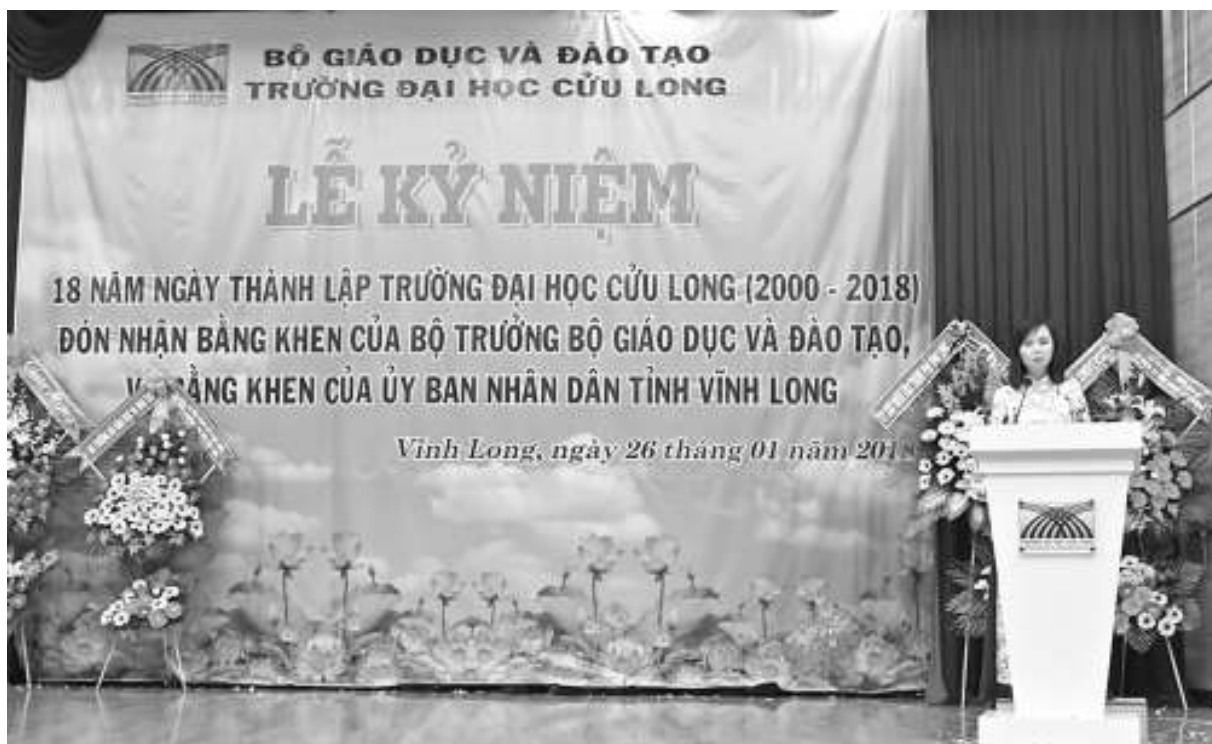 BỘ GIÁO DỤC VÀ ĐÀO TẠO
TRƯỜNG ĐẠI HỌC CỬU LONG
LỄ KỶ NIỆM
18 NĂM NGÀY THÀNH LẬP TRƯỜNG ĐẠI HỌC CỬU LONG (2000 - 2018)
ĐÓN NHẬN BẰNG KHEN CỦA BỘ TRƯỞNG BỘ GIÁO DỤC VÀ ĐÀO TẠO,
BẰNG KHEN CỦA ỦY BAN NHÂN DÂN TỈNH VĨNH LONG
Vĩnh Long, ngày 26 tháng 01 năm 2018